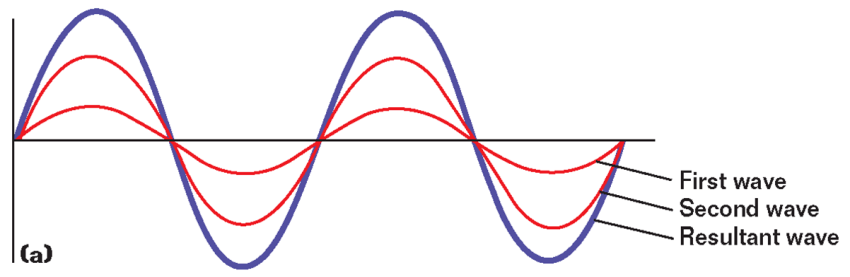 First wave
Second wave
Resultant wave
(a)